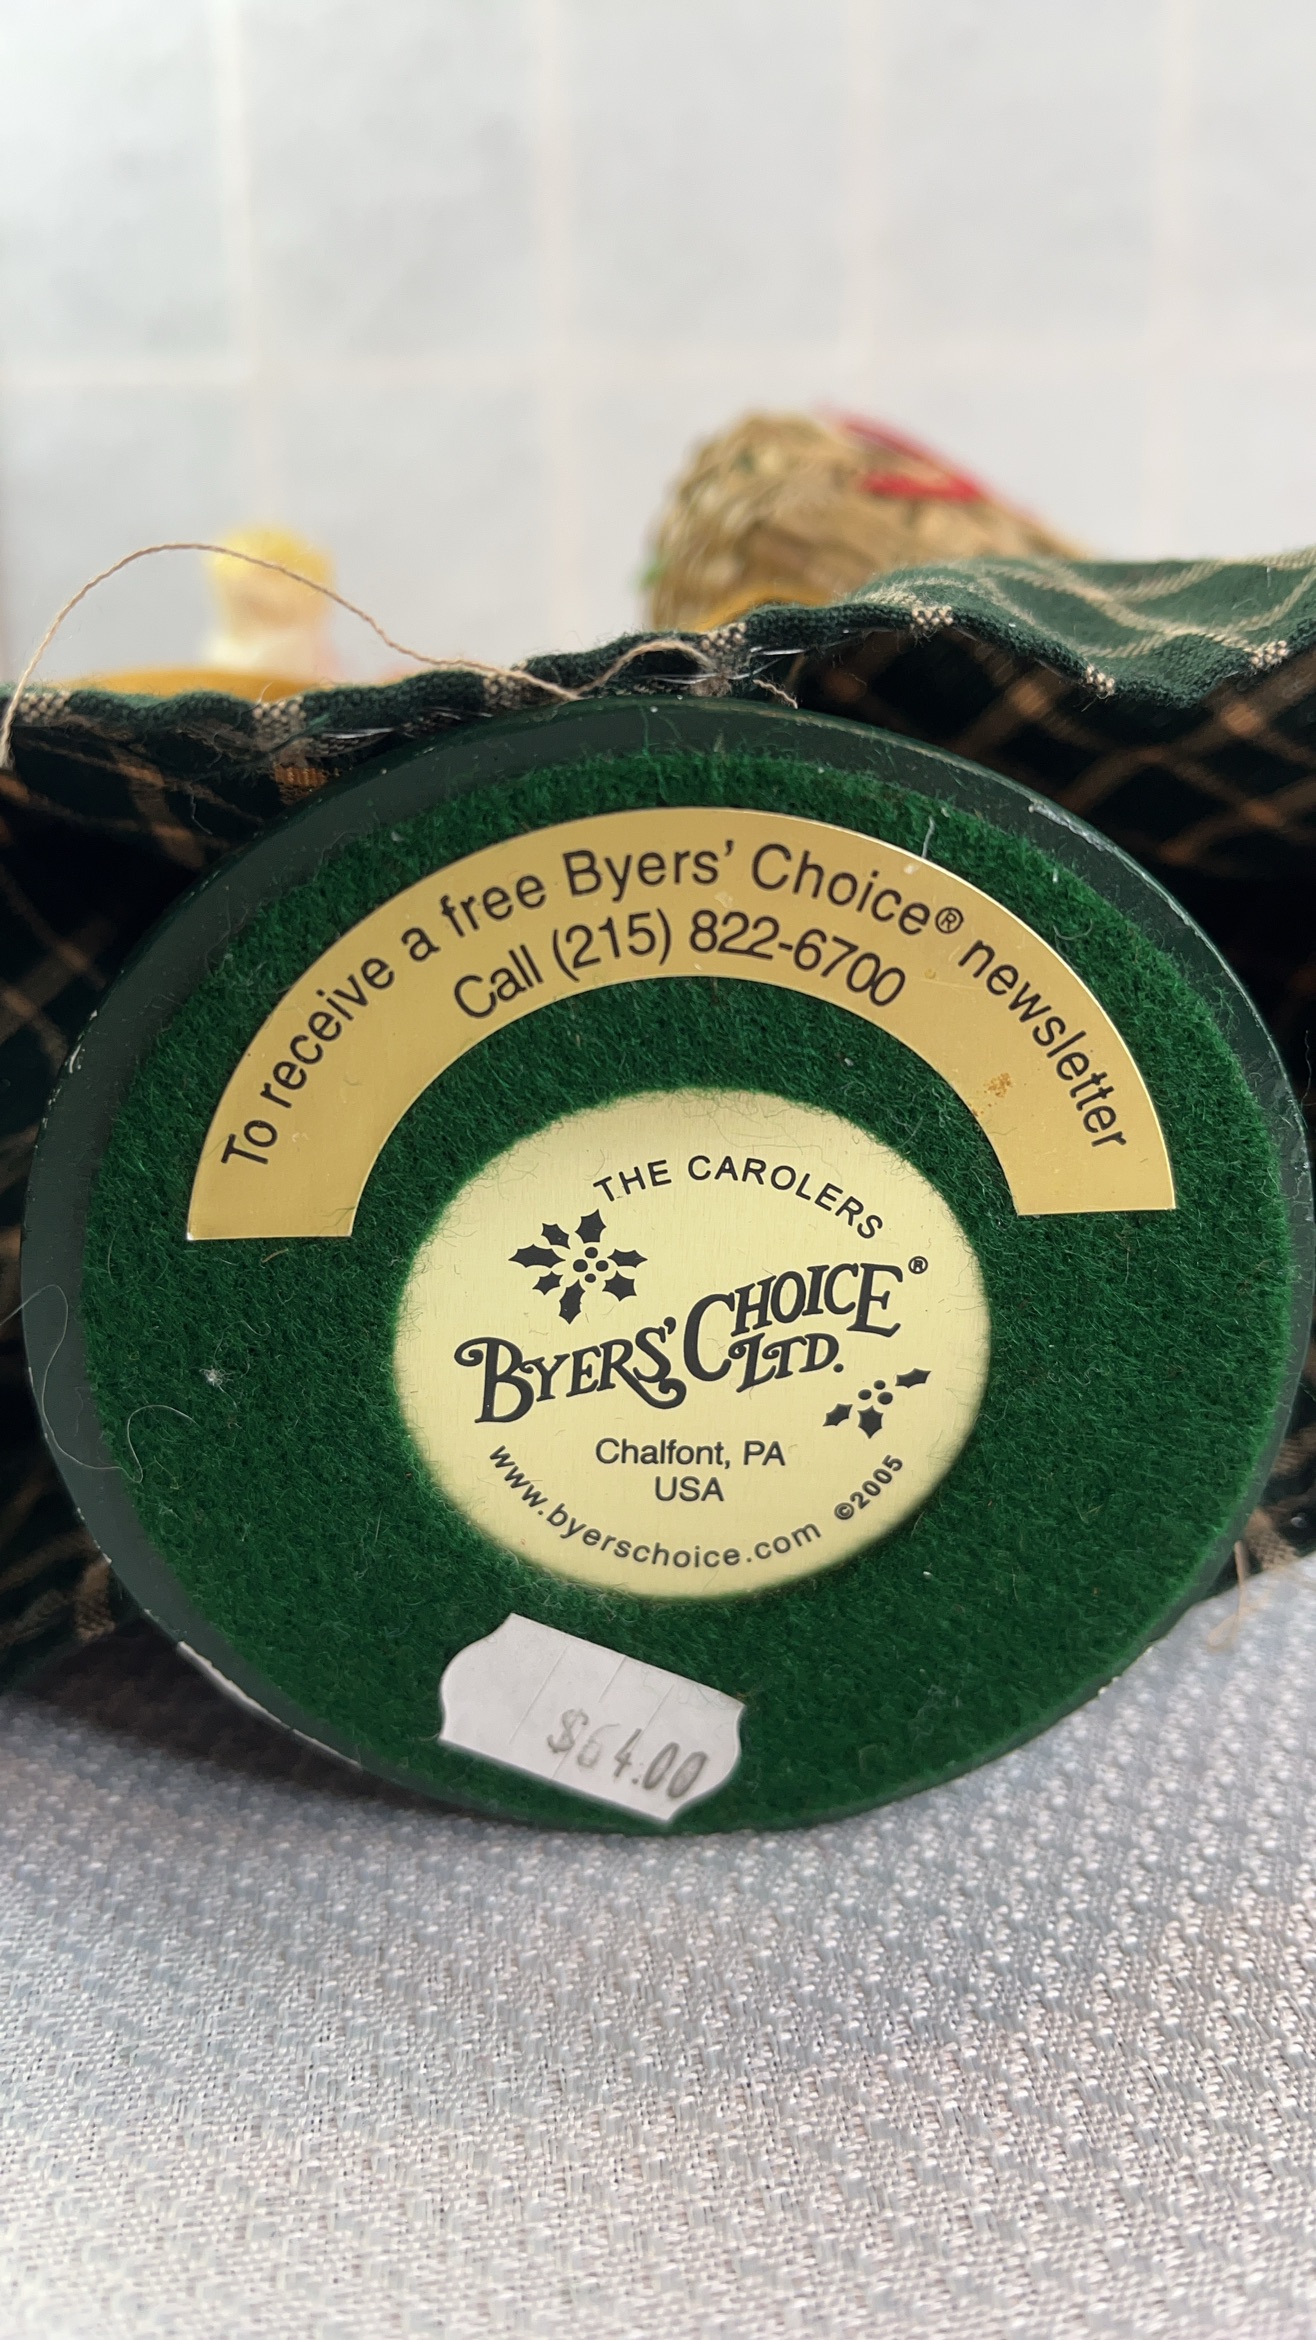 To receive a free Byers' Choice® newsletter
Call (215) 822-6700
THE CAROLERS
BYERS' CHOICE®
LTD.
Chalfont, PA
USA
www.byerschoice.com ©2005
$64.00